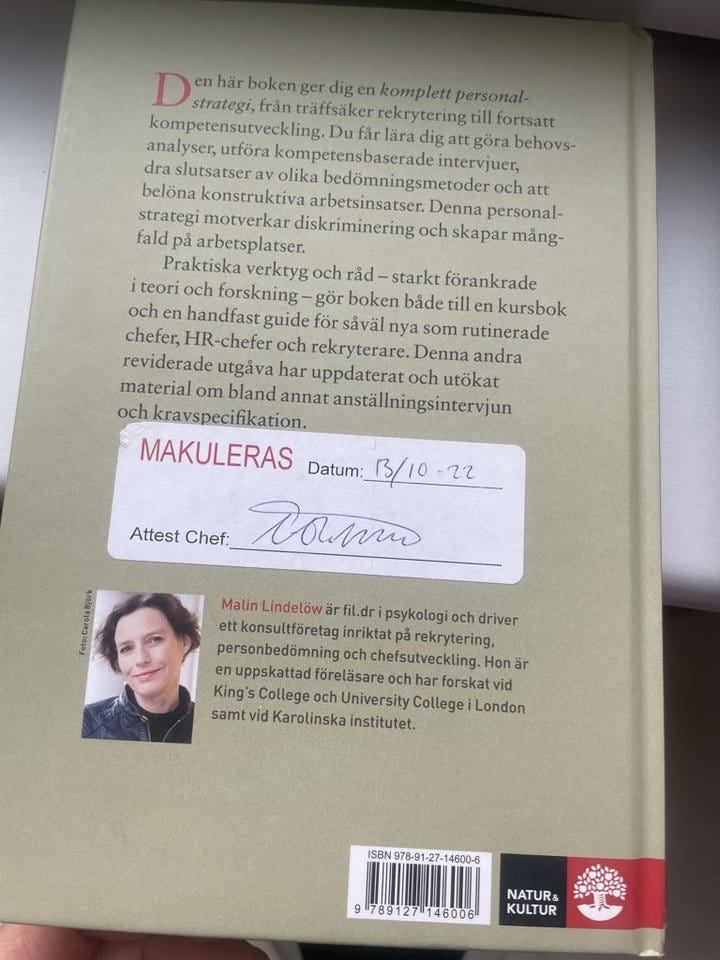 Den här boken ger dig en komplett personal-
strategi, från träffsäker rekrytering till fortsatt
kompetensutveckling. Du får lära dig att göra behovs-
analyser, utföra kompetensbaserade intervjuer,
dra slutsatser av olika bedömningsmetoder och att
belöna konstruktiva arbetsinsatser. Denna personal-
strategi motverkar diskriminering och skapar mång-
fald på arbetsplatser.
Praktiska verktyg och råd – starkt förankrade
i teori och forskning – gör boken både till en kursbok
och en handfast guide för såväl nya som rutinerade
chefer, HR-chefer och rekryterare. Denna andra
reviderade utgåva har uppdaterat och utökat
material om bland annat anställningsintervjun
och kravspecifikation.
MAKULERAS Datum: 13/10-22
Attest Chef:
Foto: Carola Björk
Malin Lindelöw är fil.dr i psykologi och driver
ett konsultföretag inriktat på rekrytering,
personbedömning och chefsutveckling. Hon är
en uppskattad föreläsare och har forskat vid
King's College och University College i London
samt vid Karolinska institutet.
ISBN 978-91-27-14600-6
9 789127 146006
NATUR &
KULTUR